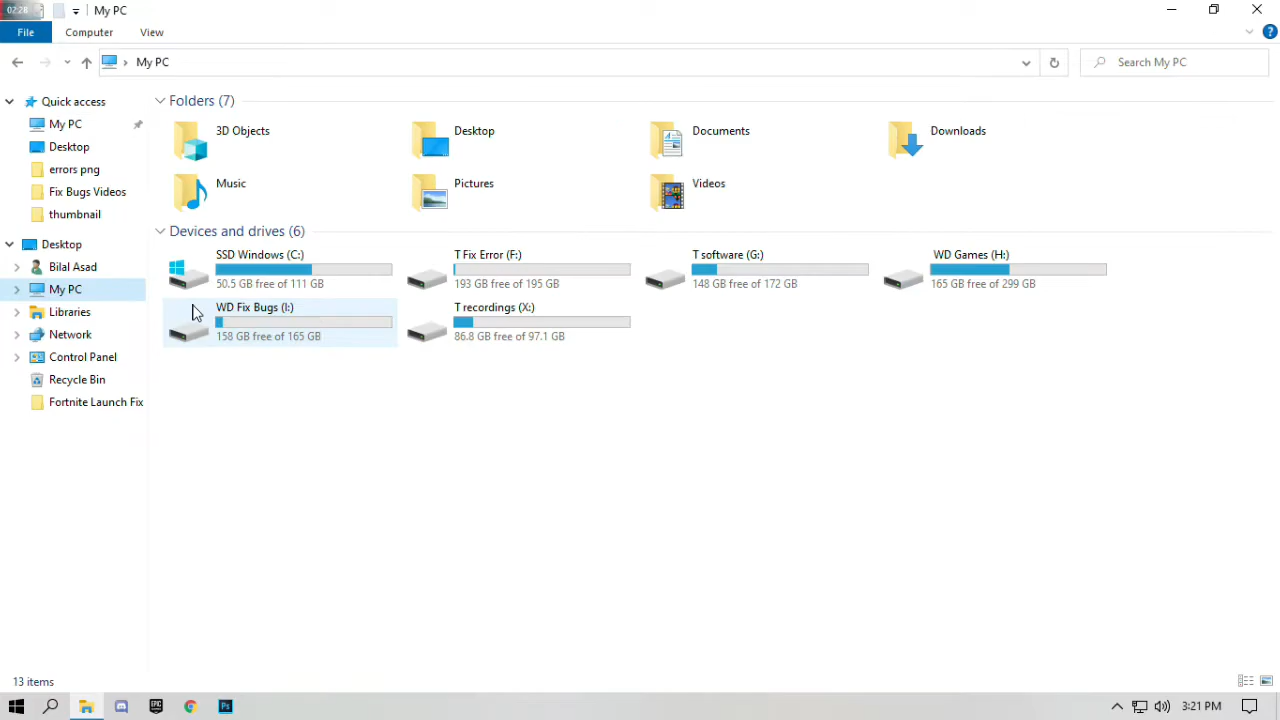 02:28
My PC
File
Computer
View
My PC
Search My PC
Quick access
My PC
Desktop
errors png
Fix Bugs Videos
thumbnail
Desktop
Bilal Asad
My PC
Libraries
Network
Control Panel
Recycle Bin
Fortnite Launch Fix
Folders (7)
3D Objects
Desktop
Documents
Downloads
Music
Pictures
Videos
Devices and drives (6)
SSD Windows (C:)
50.5 GB free of 111 GB
T Fix Error (F:)
193 GB free of 195 GB
T software (G:)
148 GB free of 172 GB
WD Games (H:)
165 GB free of 299 GB
WD Fix Bugs (I:)
158 GB free of 165 GB
T recordings (X:)
86.8 GB free of 97.1 GB
13 items
EPIC
Ps
3:21 PM